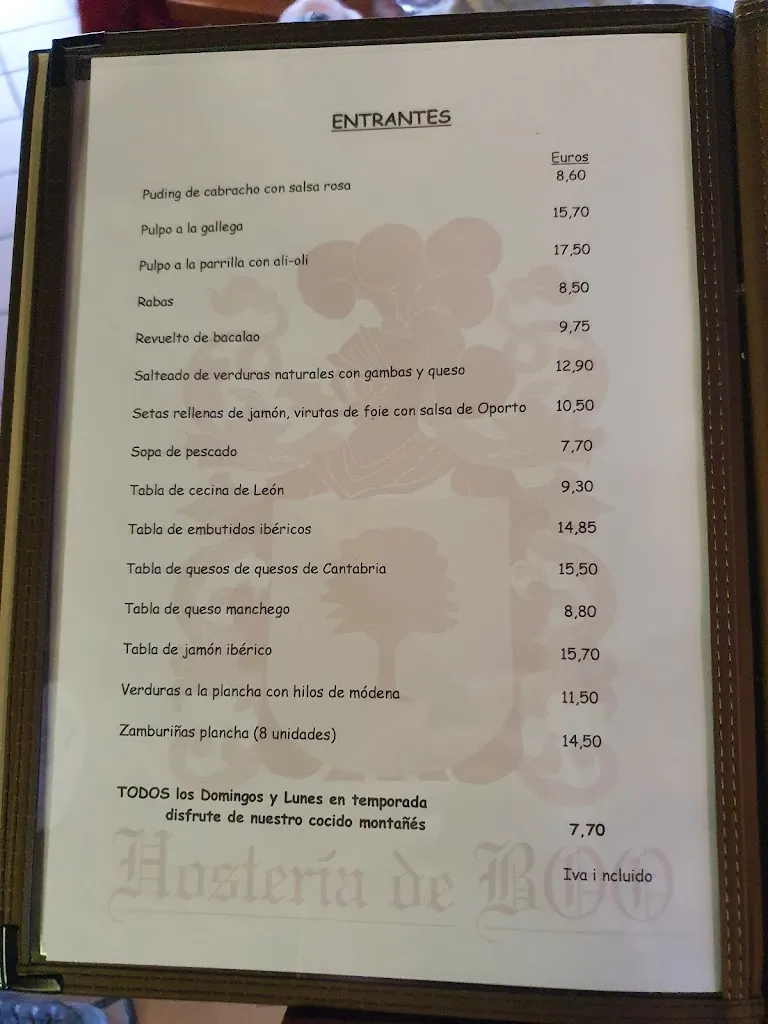 ENTRANTES
Euros
Puding de cabracho con salsa rosa 8,60
Pulpo a la gallega 15,70
Pulpo a la parrilla con ali-oli 17,50
Rabas 8,50
Revuelto de bacalao 9,75
Salteado de verduras naturales con gambas y queso 12,90
Setas rellenas de jamón, virutas de foie con salsa de Oporto 10,50
Sopa de pescado 7,70
Tabla de cecina de León 9,30
Tabla de embutidos ibéricos 14,85
Tabla de quesos de quesos de Cantabria 15,50
Tabla de queso manchego 8,80
Tabla de jamón ibérico 15,70
Verduras a la plancha con hilos de módena 11,50
Zamburiñas plancha (8 unidades) 14,50
TODOS los Domingos y Lunes en temporada
disfrute de nuestro cocido montañés 7,70
Iva i ncluido
Hostería de BOO